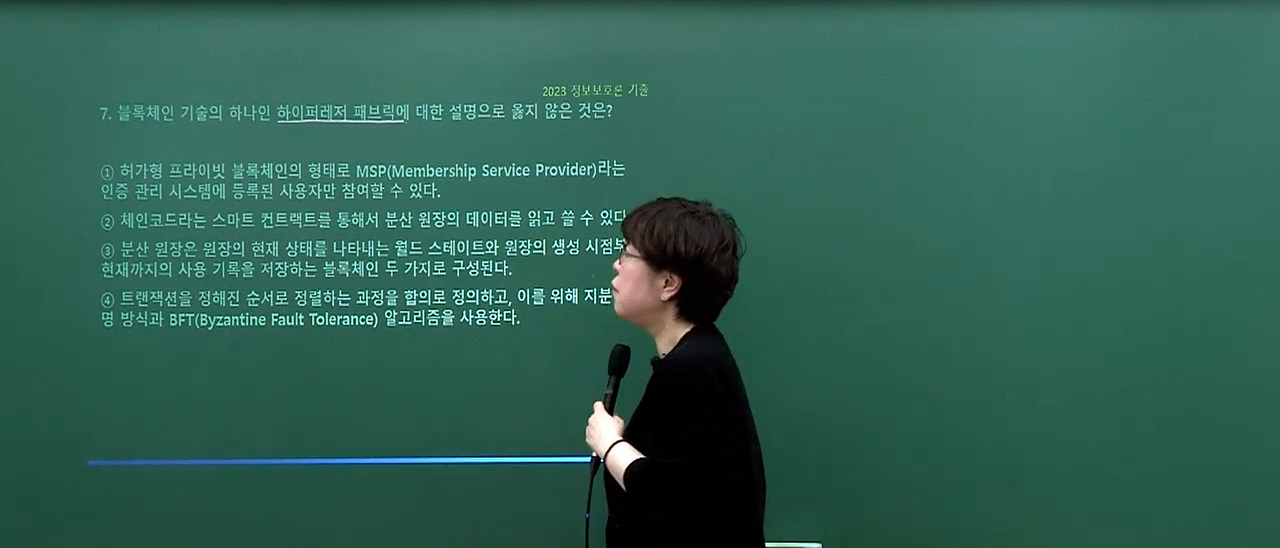 2023 정보보호론 기출
7. 블록체인 기술의 하나인 하이퍼레저 패브릭에 대한 설명으로 옳지 않은 것은?
① 허가형 프라이빗 블록체인의 형태로 MSP(Membership Service Provider)라는
인증 관리 시스템에 등록된 사용자만 참여할 수 있다.
② 체인코드라는 스마트 컨트랙트를 통해서 분산 원장의 데이터를 읽고 쓸 수 있다
③ 분산 원장은 원장의 현재 상태를 나타내는 월드 스테이트와 원장의 생성 시점부
현재까지의 사용 기록을 저장하는 블록체인 두 가지로 구성된다.
④ 트랜잭션을 정해진 순서로 정렬하는 과정을 합의로 정의하고, 이를 위해 지분
명 방식과 BFT(Byzantine Fault Tolerance) 알고리즘을 사용한다.